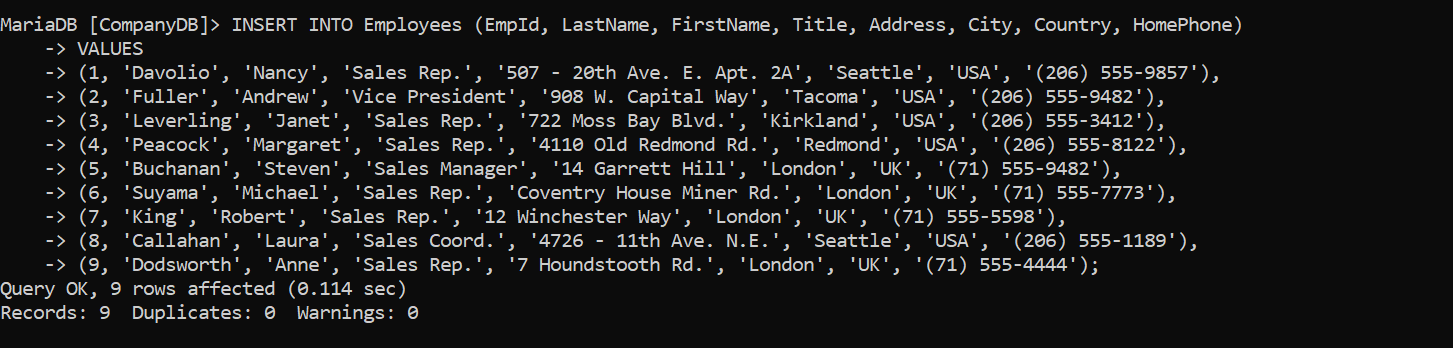 MariaDB [CompanyDB]> INSERT INTO Employees (EmpId, LastName, FirstName, Title, Address, City, Country, HomePhone)
    -> VALUES
    -> (1, 'Davolio', 'Nancy', 'Sales Rep.', '507 - 20th Ave. E. Apt. 2A', 'Seattle', 'USA', '(206) 555-9857'),
    -> (2, 'Fuller', 'Andrew', 'Vice President', '908 W. Capital Way', 'Tacoma', 'USA', '(206) 555-9482'),
    -> (3, 'Leverling', 'Janet', 'Sales Rep.', '722 Moss Bay Blvd.', 'Kirkland', 'USA', '(206) 555-3412'),
    -> (4, 'Peacock', 'Margaret', 'Sales Rep.', '4110 Old Redmond Rd.', 'Redmond', 'USA', '(206) 555-8122'),
    -> (5, 'Buchanan', 'Steven', 'Sales Manager', '14 Garrett Hill', 'London', 'UK', '(71) 555-9482'),
    -> (6, 'Suyama', 'Michael', 'Sales Rep.', 'Coventry House Miner Rd.', 'London', 'UK', '(71) 555-7773'),
    -> (7, 'King', 'Robert', 'Sales Rep.', '12 Winchester Way', 'London', 'UK', '(71) 555-5598'),
    -> (8, 'Callahan', 'Laura', 'Sales Coord.', '4726 - 11th Ave. N.E.', 'Seattle', 'USA', '(206) 555-1189'),
    -> (9, 'Dodsworth', 'Anne', 'Sales Rep.', '7 Houndstooth Rd.', 'London', 'UK', '(71) 555-4444');
Query OK, 9 rows affected (0.114 sec)
Records: 9  Duplicates: 0  Warnings: 0